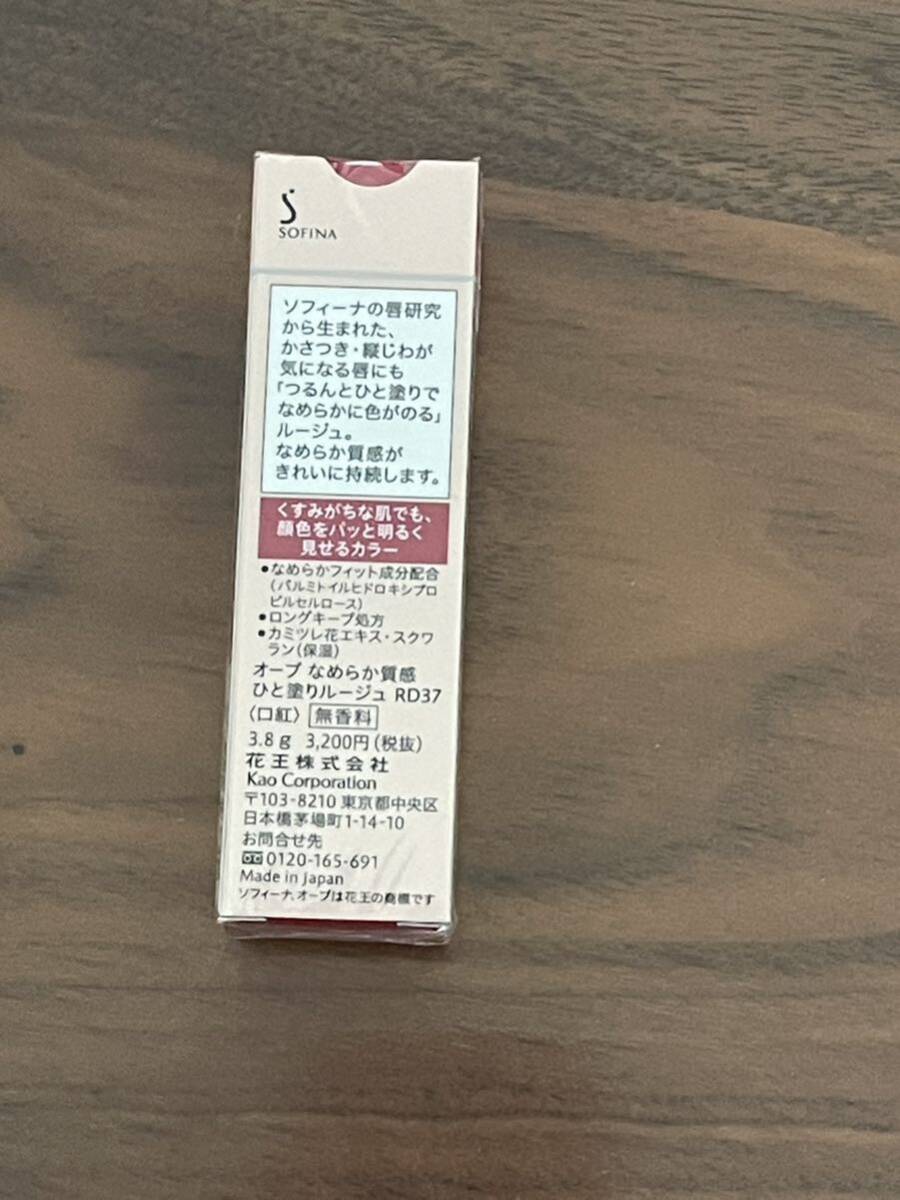 SOFINA
ソフィーナの唇研究
から生まれた、
かさつき・縦じわが
気になる唇にも
「つるんとひと塗りで
なめらかに色がのる」
ルージュ。
なめらか質感が
きれいに持続します。
くすみがちな肌でも、
顔色をパッと明るく
見せるカラー
●なめらかフィット成分配合
(パルミトイルヒドロキシプロ
ピルセルロース)
●ロングキープ処方
●カミツレ花エキス・スクワ
ラン(保湿)
オーブ なめらか質感
ひと塗りルージュ RD37
〈口紅〉 無香料
3.8g 3,200円(税抜)
花王株式会社
Kao Corporation
〒103-8210 東京都中央区
日本橋茅場町1-14-10
お問合せ先
0120-165-691
Made in Japan
ソフィーナ、オーブは花王の商標です